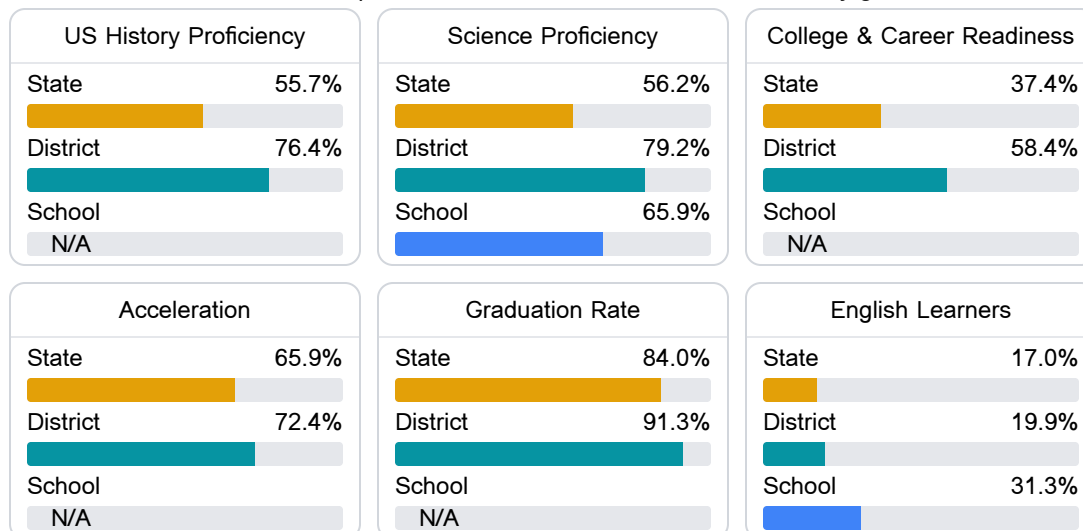 US History Proficiency
State 55.7%
District 76.4%
School
N/A
Science Proficiency
State 56.2%
District 79.2%
School 65.9%
College & Career Readiness
State 37.4%
District 58.4%
School
N/A
Acceleration
State 65.9%
District 72.4%
School
N/A
Graduation Rate
State 84.0%
District 91.3%
School
N/A
English Learners
State 17.0%
District 19.9%
School 31.3%